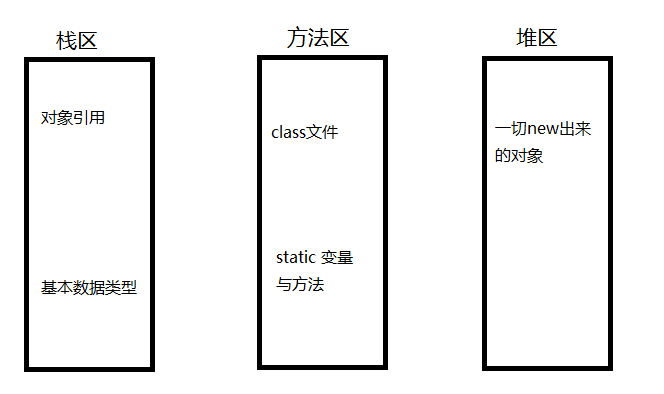 栈区
对象引用
基本数据类型
方法区
class文件
static 变量
与方法
堆区
一切new出来
的对象